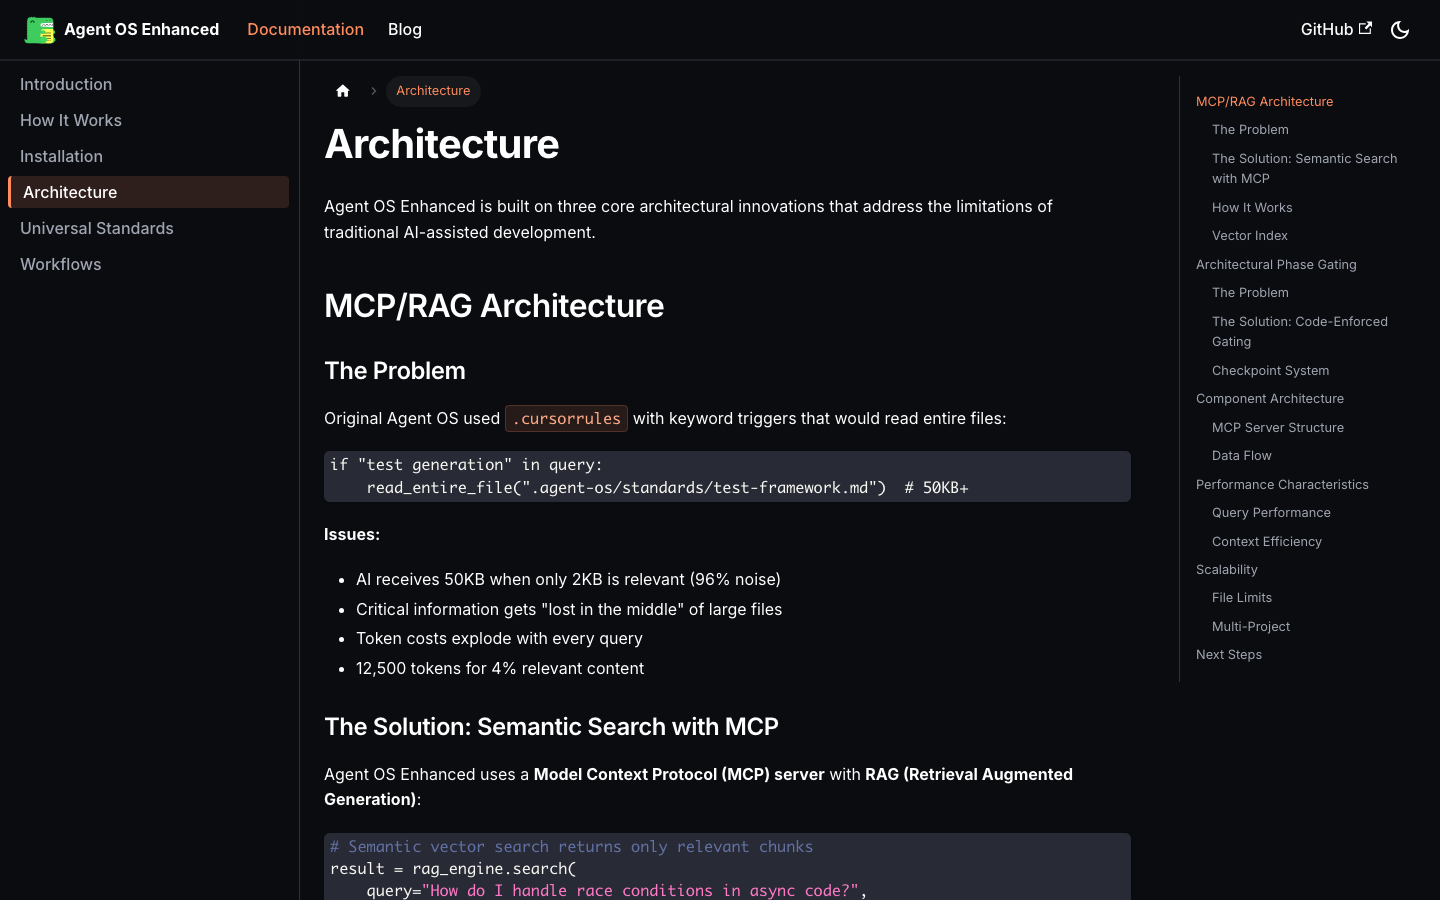 Agent OS Enhanced
Documentation
Blog
GitHub
Introduction
How It Works
Installation
Architecture
Universal Standards
Workflows
Architecture
Architecture
Agent OS Enhanced is built on three core architectural innovations that address the limitations of
traditional AI-assisted development.
MCP/RAG Architecture
The Problem
Original Agent OS used .cursorrules with keyword triggers that would read entire files:
if "test generation" in query:
    read_entire_file(".agent-os/standards/test-framework.md")  # 50KB+
Issues:
• AI receives 50KB when only 2KB is relevant (96% noise)
• Critical information gets "lost in the middle" of large files
• Token costs explode with every query
• 12,500 tokens for 4% relevant content
The Solution: Semantic Search with MCP
Agent OS Enhanced uses a Model Context Protocol (MCP) server with RAG (Retrieval Augmented
Generation):
# Semantic vector search returns only relevant chunks
result = rag_engine.search(
    query="How do I handle race conditions in async code?",
MCP/RAG Architecture
The Problem
The Solution: Semantic Search
with MCP
How It Works
Vector Index
Architectural Phase Gating
The Problem
The Solution: Code-Enforced
Gating
Checkpoint System
Component Architecture
MCP Server Structure
Data Flow
Performance Characteristics
Query Performance
Context Efficiency
Scalability
File Limits
Multi-Project
Next Steps